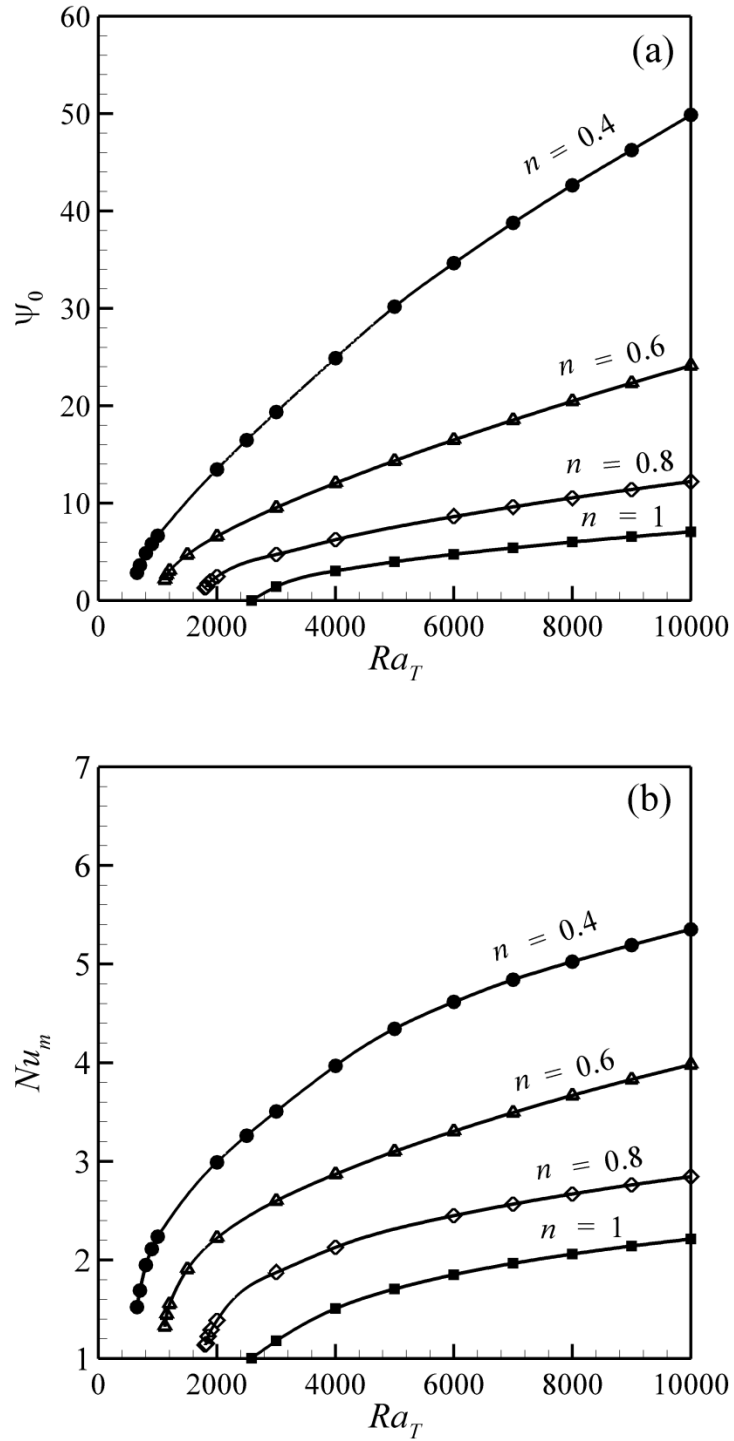 (a)
60
50
40
30
20
10
0
Ψ0
n = 0.4
n = 0.6
n = 0.8
n = 1
0 2000 4000 6000 8000 10000
RaT
(b)
7
6
5
4
3
2
1
Num
n = 0.4
n = 0.6
n = 0.8
n = 1
0 2000 4000 6000 8000 10000
RaT